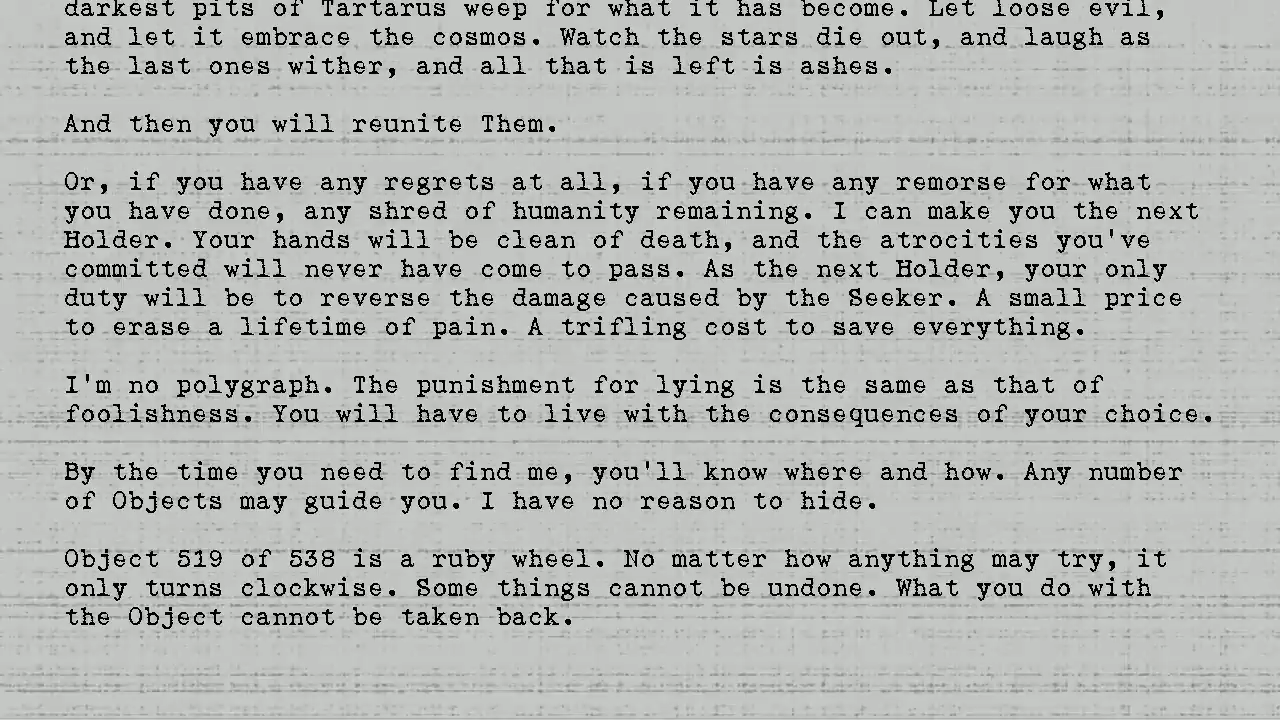 darkest pits of Tartarus weep for what it has become. Let loose evil,
and let it embrace the cosmos. Watch the stars die out, and laugh as
the last ones wither, and all that is left is ashes.
And then you will reunite Them.
Or, if you have any regrets at all, if you have any remorse for what
you have done, any shred of humanity remaining. I can make you the next
Holder. Your hands will be clean of death, and the atrocities you've
committed will never have come to pass. As the next Holder, your only
duty will be to reverse the damage caused by the Seeker. A small price
to erase a lifetime of pain. A trifling cost to save everything.
I'm no polygraph. The punishment for lying is the same as that of
foolishness. You will have to live with the consequences of your choice.
By the time you need to find me, you'll know where and how. Any number
of Objects may guide you. I have no reason to hide.
Object 519 of 538 is a ruby wheel. No matter how anything may try, it
only turns clockwise. Some things cannot be undone. What you do with
the Object cannot be taken back.